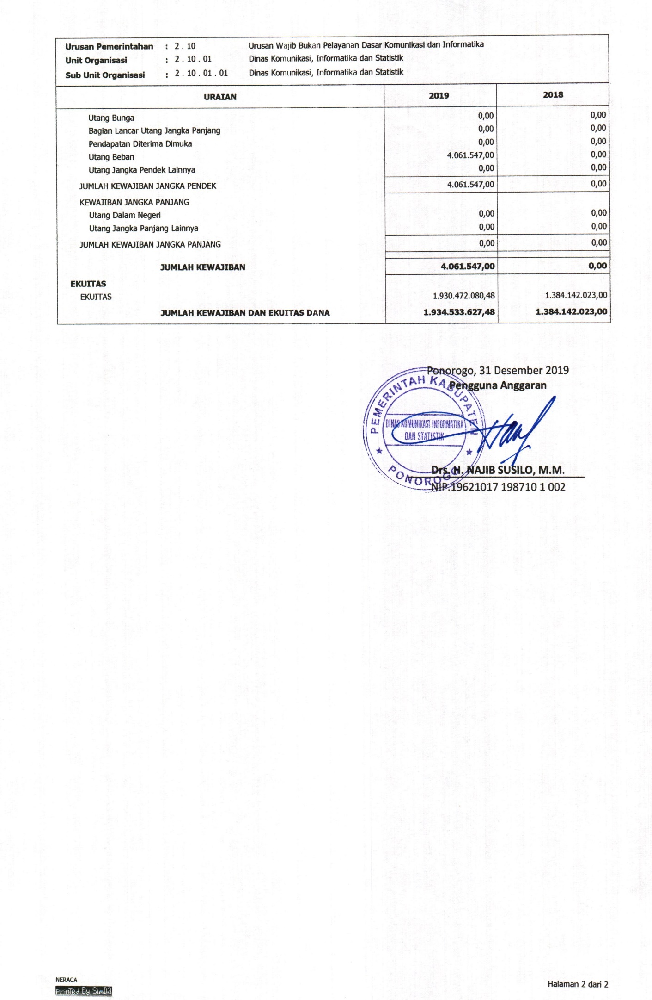 Urusan Pemerintahan : 2 . 10 Urusan Wajib Bukan Pelayanan Dasar Komunikasi dan Informatika
Unit Organisasi : 2 . 10 . 01 Dinas Komunikasi, Informatika dan Statistik
Sub Unit Organisasi : 2 . 10 . 01 . 01 Dinas Komunikasi, Informatika dan Statistik
URAIAN 2019 2018
Utang Bunga 0,00 0,00
Bagian Lancar Utang Jangka Panjang 0,00 0,00
Pendapatan Diterima Dimuka 0,00 0,00
Utang Beban 4.061.547,00 0,00
Utang Jangka Pendek Lainnya 0,00 0,00
JUMLAH KEWAJIBAN JANGKA PENDEK 4.061.547,00 0,00
KEWAJIBAN JANGKA PANJANG
Utang Dalam Negeri 0,00 0,00
Utang Jangka Panjang Lainnya 0,00 0,00
JUMLAH KEWAJIBAN JANGKA PANJANG 0,00 0,00
JUMLAH KEWAJIBAN 4.061.547,00 0,00
EKUITAS
EKUITAS 1.930.472.080,48 1.384.142.023,00
JUMLAH KEWAJIBAN DAN EKUITAS DANA 1.934.533.627,48 1.384.142.023,00
Ponorogo, 31 Desember 2019
Pengguna Anggaran
PEMERINTAH KABUPATEN
DINAS KOMUNIKASI INFORMATIKA
DAN STATISTIK
PONOROGO
Drs. H. NAJIB SUSILO, M.M.
NIP.19621017 198710 1 002
NERACA
Printed By Simda
Halaman 2 dari 2